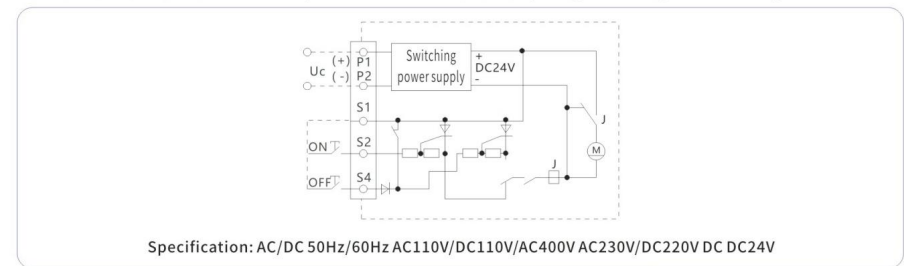 Uc
(+)
(-)
P1
P2
Switching
power supply
+
DC24V
-
S1
ON
S2
OFF
S4
J
J
M
Specification: AC/DC 50Hz/60Hz AC110V/DC110V/AC400V AC230V/DC220V DC DC24V